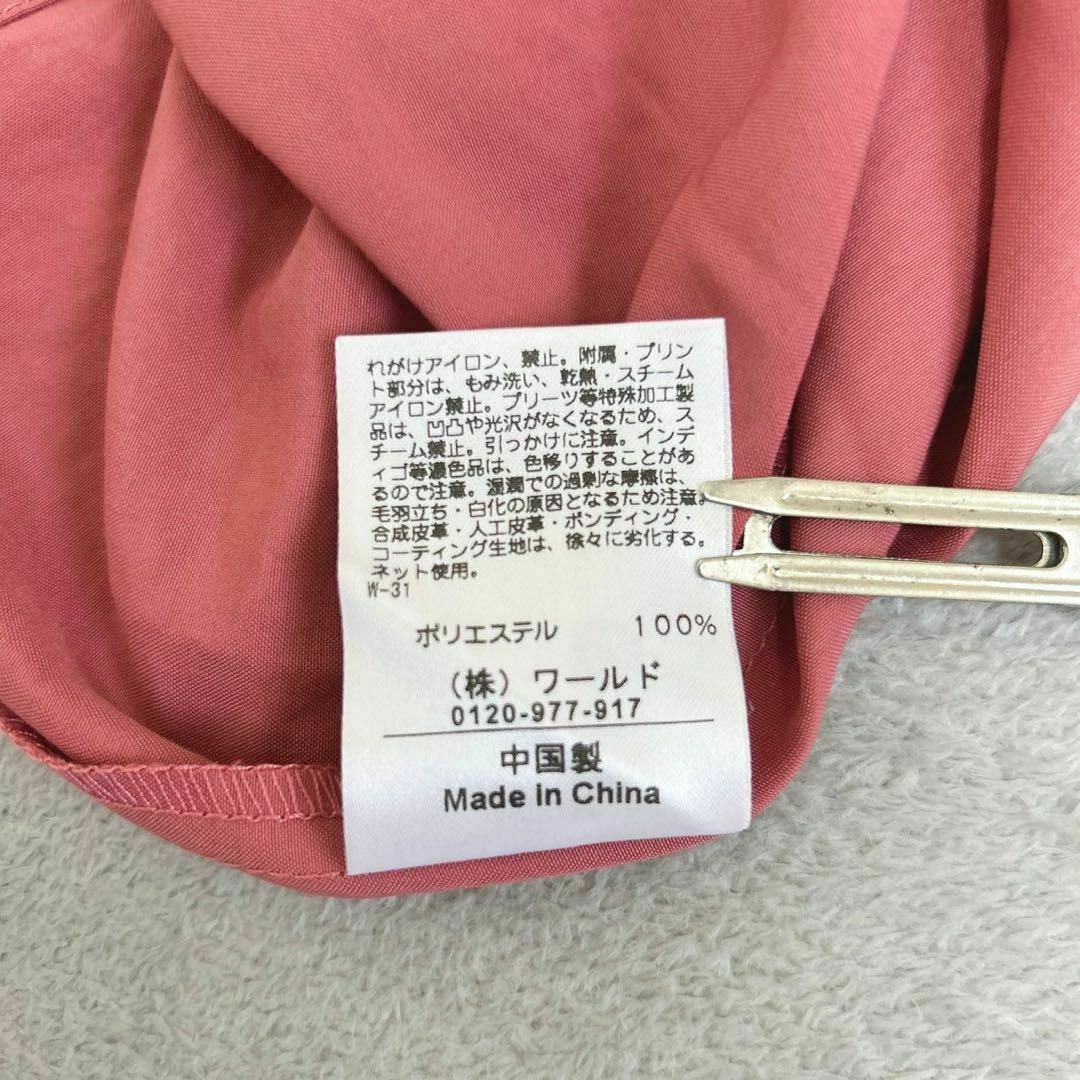 れがけアイロン、禁止。附属・プリン
ト部分は、もみ洗い、乾熱・スチーム
アイロン禁止。プリーツ等特殊加工製
品は、凹凸や光沢がなくなるため、ス
チーム禁止。引っかけに注意。インデ
ィゴ等濃色品は、色移りすることがあ
るので注意。湿潤での過剰な摩擦は、
毛羽立ち・白化の原因となるため注意。
合成皮革・人工皮革・ボンディング・
コーティング生地は、徐々に劣化する。
ネット使用。
W-31
ポリエステル 100%
(株) ワールド
0120-977-917
中国製
Made in China